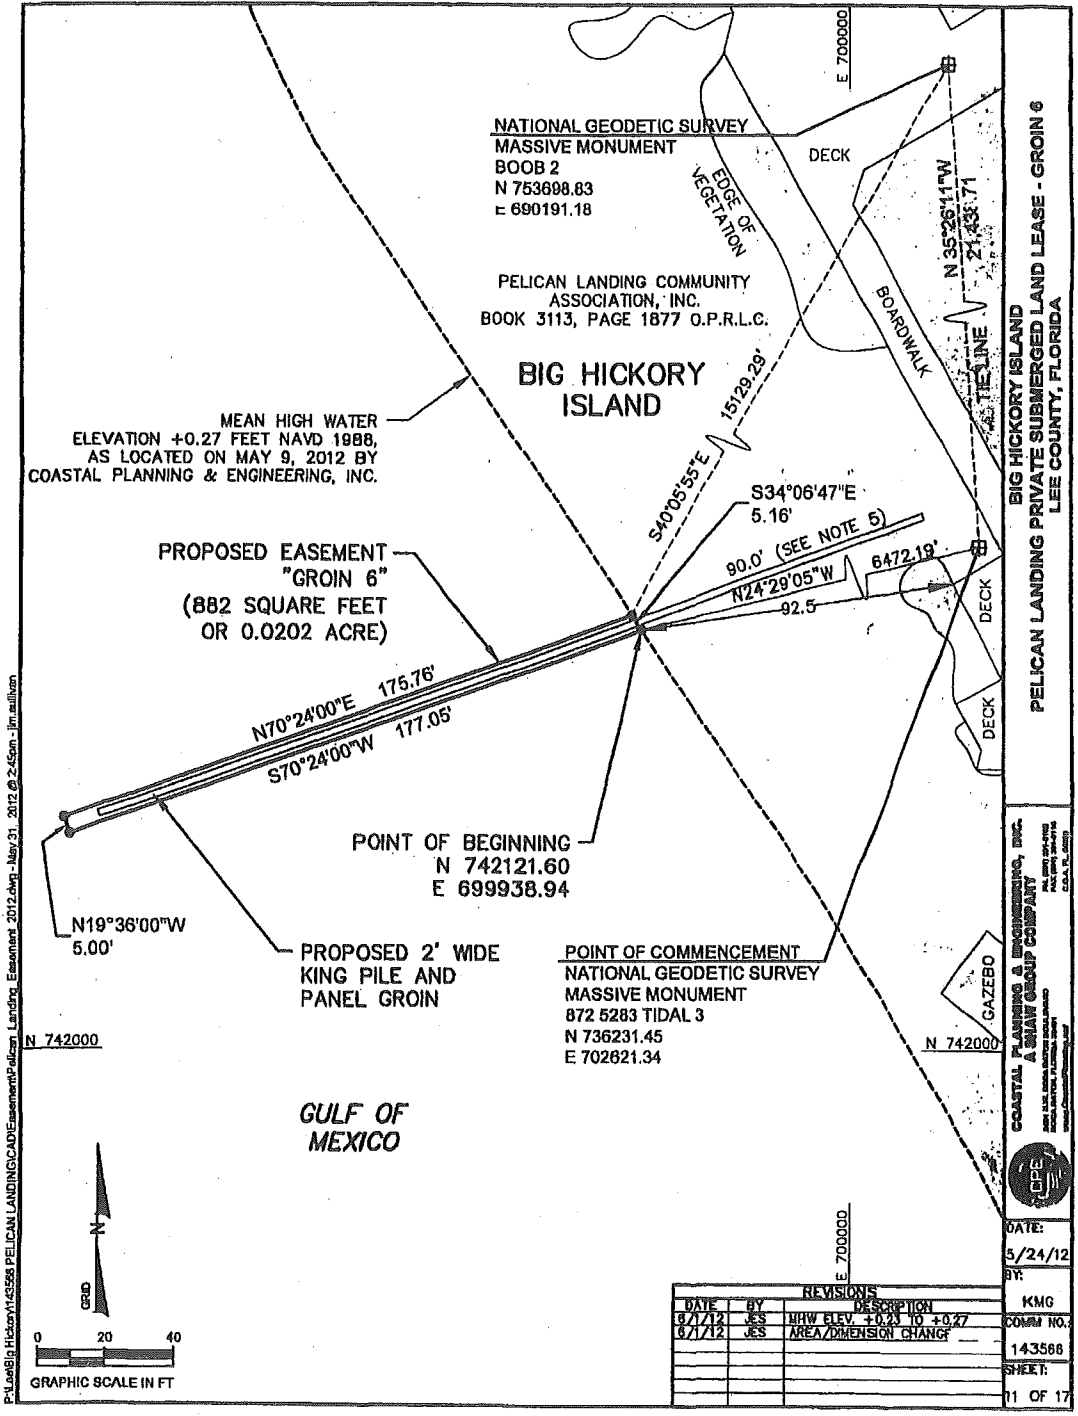 E 700000
NATIONAL GEODETIC SURVEY
MASSIVE MONUMENT
BOOB 2
N 753698.83
E 690191.18
DECK
EDGE OF
VEGETATION
N 35°26'11"W
TIE LINE
PELICAN LANDING COMMUNITY
ASSOCIATION, INC.
BOOK 3113, PAGE 1877 O.P.R.L.C.
BOARDWALK
BIG HICKORY
ISLAND
15129.29'
S40°05'55"E
MEAN HIGH WATER
ELEVATION +0.27 FEET NAVD 1988,
AS LOCATED ON MAY 9, 2012 BY
COASTAL PLANNING & ENGINEERING, INC.
S34°06'47"E
5.16'
90.0' (SEE NOTE 5)
N24°29'05"W
6472.19'
92.5
DECK
DECK
PROPOSED EASEMENT
"GROIN 6"
(882 SQUARE FEET
OR 0.0202 ACRE)
N70°24'00"E 175.76'
S70°24'00"W 177.05'
POINT OF BEGINNING
N 742121.60
E 699938.94
N19°36'00"W
5.00'
PROPOSED 2' WIDE
KING PILE AND
PANEL GROIN
POINT OF COMMENCEMENT
NATIONAL GEODETIC SURVEY
MASSIVE MONUMENT
872 5283 TIDAL 3
N 736231.45
E 702621.34
GAZEBO
N 742000
N 742000
GULF OF
MEXICO
N
GRID
0 20 40
GRAPHIC SCALE IN FT
E 700000
REVISIONS
DATE BY DESCRIPTION
6/1/12 JES MHW ELEV. +0.23 TO +0.27
6/1/12 JES AREA/DIMENSION CHANGE
BIG HICKORY ISLAND
PELICAN LANDING PRIVATE SUBMERGED LAND LEASE - GROIN 6
LEE COUNTY, FLORIDA
COASTAL PLANNING & ENGINEERING, INC.
A SHAW GROUP COMPANY
CPE
DATE:
5/24/12
BY:
KMG
COMM NO.:
143566
SHEET:
11 OF 17